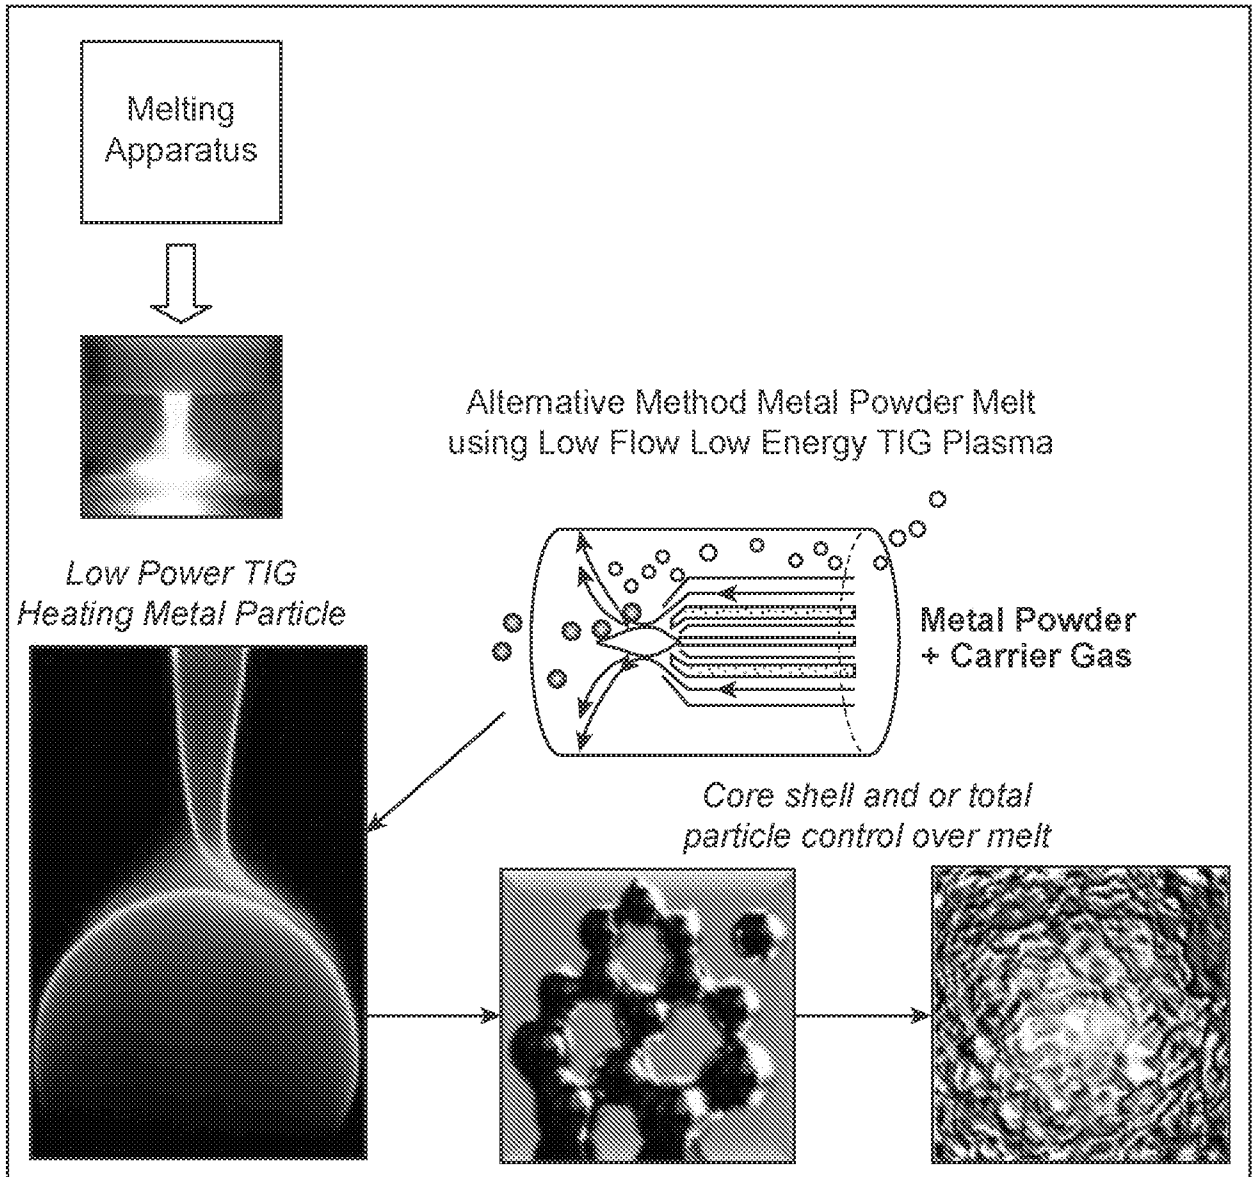 Melting
Apparatus
Alternative Method Metal Powder Melt
using Low Flow Low Energy TIG Plasma
Low Power TIG
Heating Metal Particle
Metal Powder
+ Carrier Gas
Core shell and or total
particle control over melt